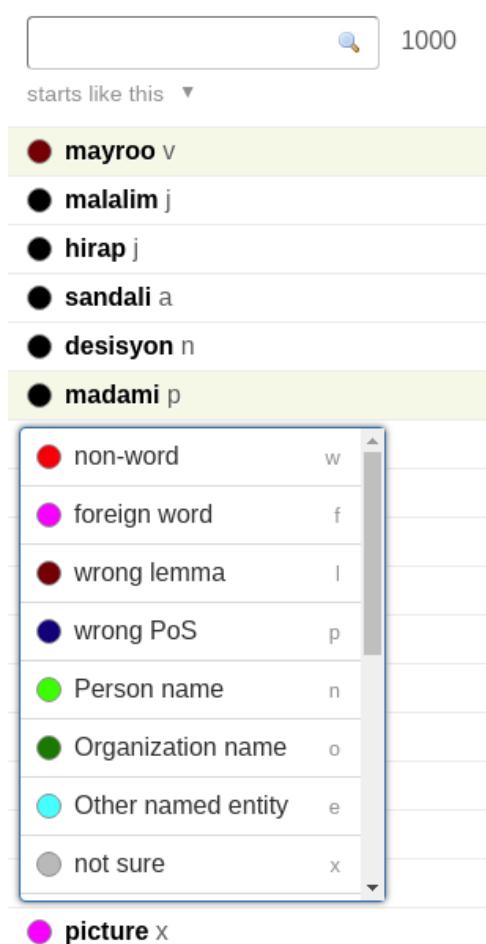 1000
starts like this ▼
mayroo v
malalim j
hirap j
sandali a
desisyon n
madami p
non-word w
foreign word f
wrong lemma l
wrong PoS p
Person name n
Organization name o
Other named entity e
not sure x
picture x